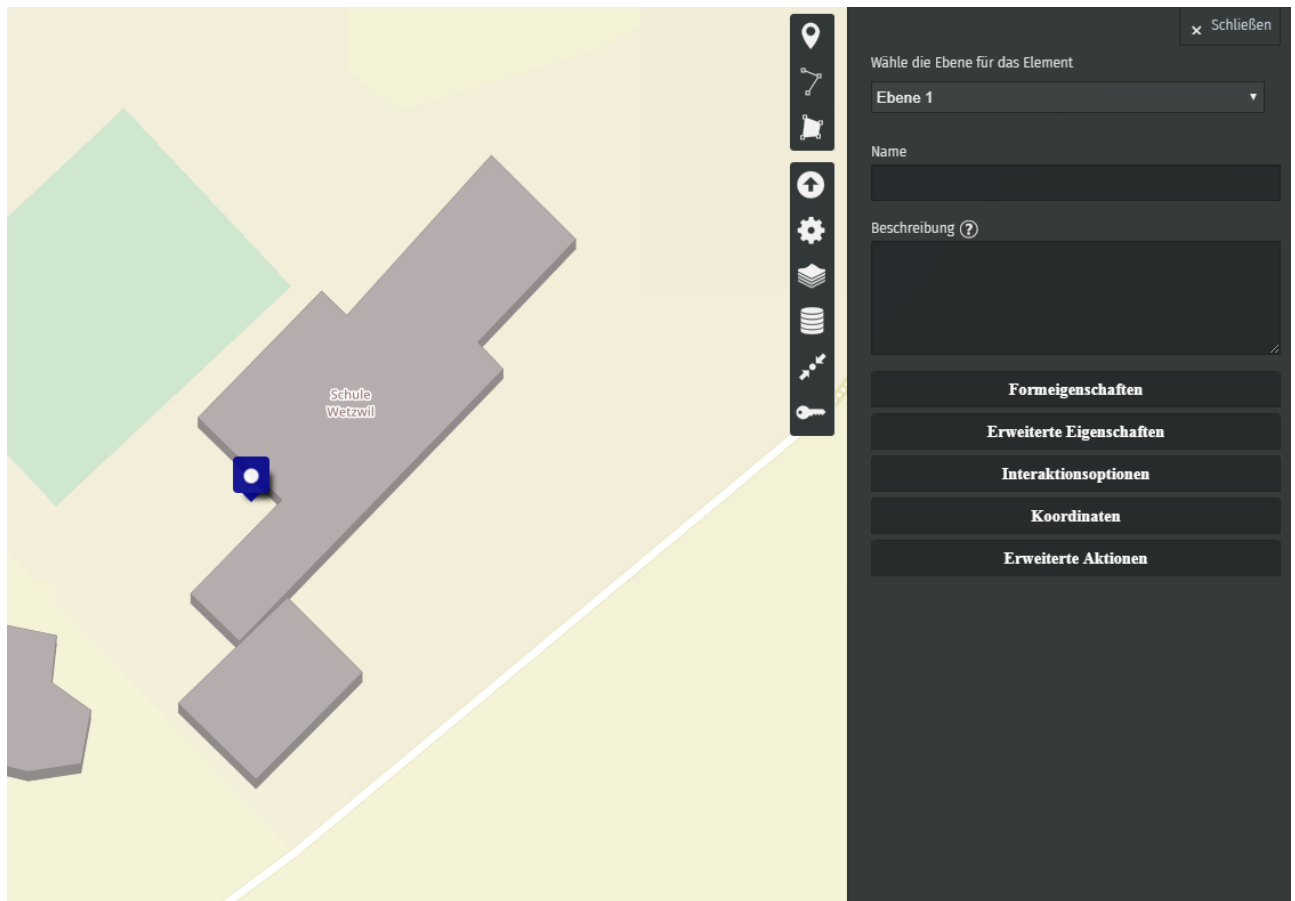 Schließen
Wähle die Ebene für das Element
Ebene 1
Name
Beschreibung ?
Formeigenschaften
Erweiterte Eigenschaften
Interaktionsoptionen
Koordinaten
Erweiterte Aktionen
Schule
Wetzwil